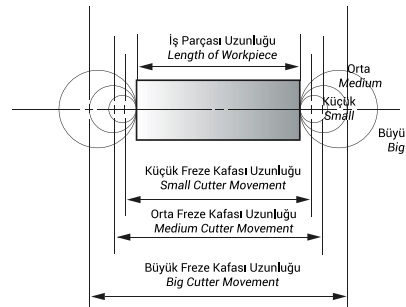 İş Parçası Uzunluğu
Length of Workpiece
Orta
Medium
Küçük
Small
Büyü
Big
Küçük Freze Kafası Uzunluğu
Small Cutter Movement
Orta Freze Kafası Uzunluğu
Medium Cutter Movement
Büyük Freze Kafası Uzunluğu
Big Cutter Movement